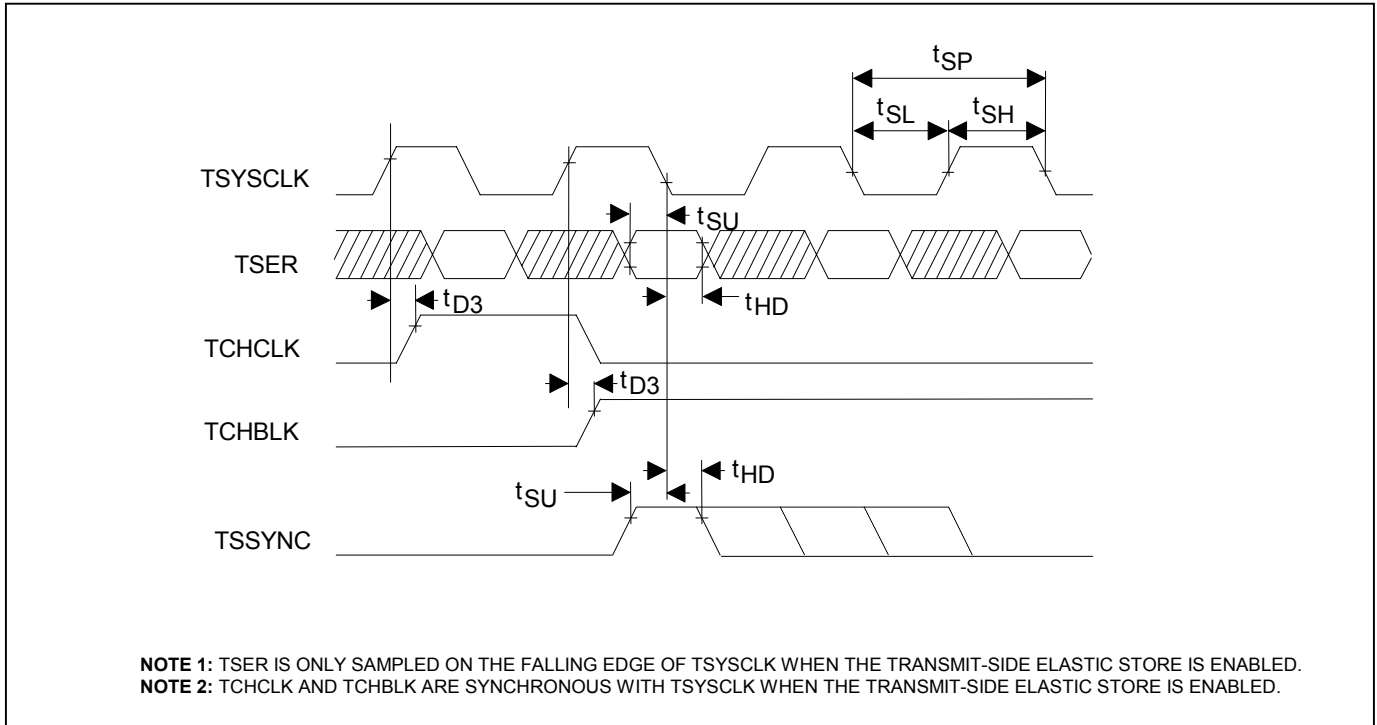 tSP
tSL
tSH
TSYSCLK
tSU
TSER
tD3
tHD
TCHCLK
tD3
TCHBLK
tHD
tSU
TSSYNC
NOTE 1: TSER IS ONLY SAMPLED ON THE FALLING EDGE OF TSYSCLK WHEN THE TRANSMIT-SIDE ELASTIC STORE IS ENABLED.
NOTE 2: TCHCLK AND TCHBLK ARE SYNCHRONOUS WITH TSYSCLK WHEN THE TRANSMIT-SIDE ELASTIC STORE IS ENABLED.